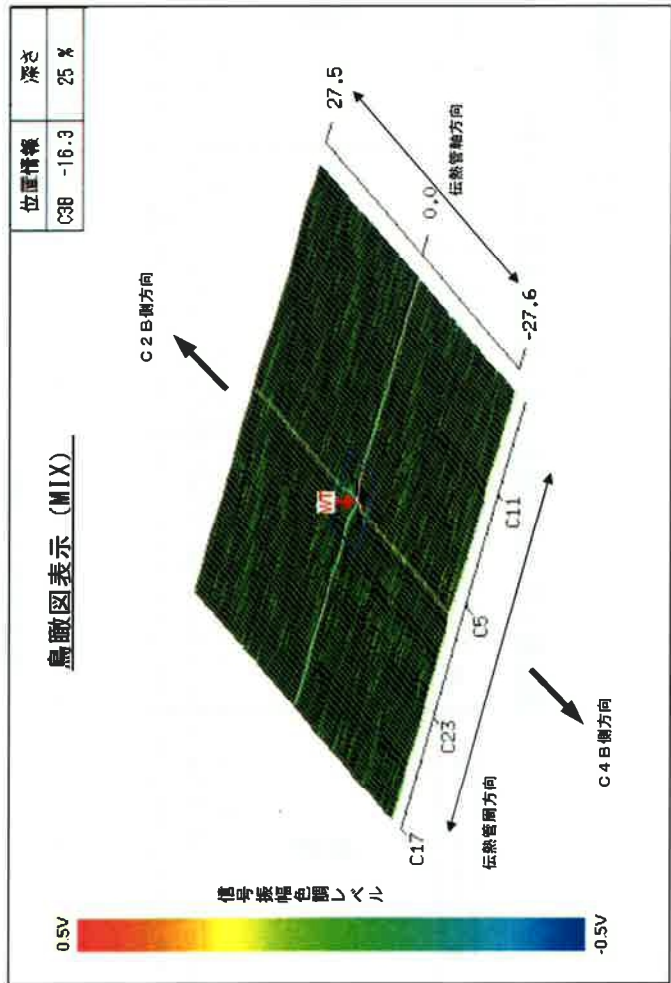 鳥瞰図表示 (MIX)
位置情報 深さ
C3B -16.3 25 %
0.5V
信号振幅色調レベル
-0.5V
C2B側方向
WT
27.5
0.0
伝熱管軸方向
-27.6
C17
C23
C5
C11
伝熱管周方向
C4B側方向